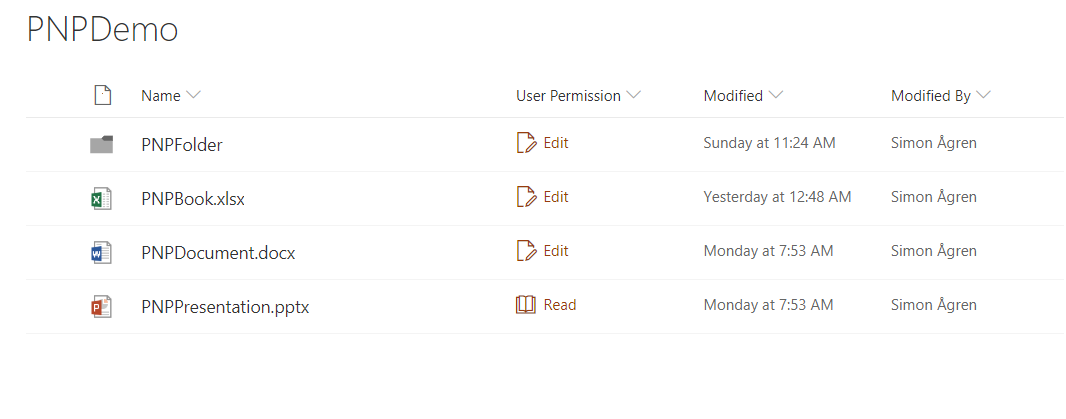 PNPDemo
Name User Permission Modified Modified By
PNPFolder Edit Sunday at 11:24 AM Simon Ågren
PNPBook.xlsx Edit Yesterday at 12:48 AM Simon Ågren
PNPDocument.docx Edit Monday at 7:53 AM Simon Ågren
PNPPresentation.pptx Read Monday at 7:53 AM Simon Ågren